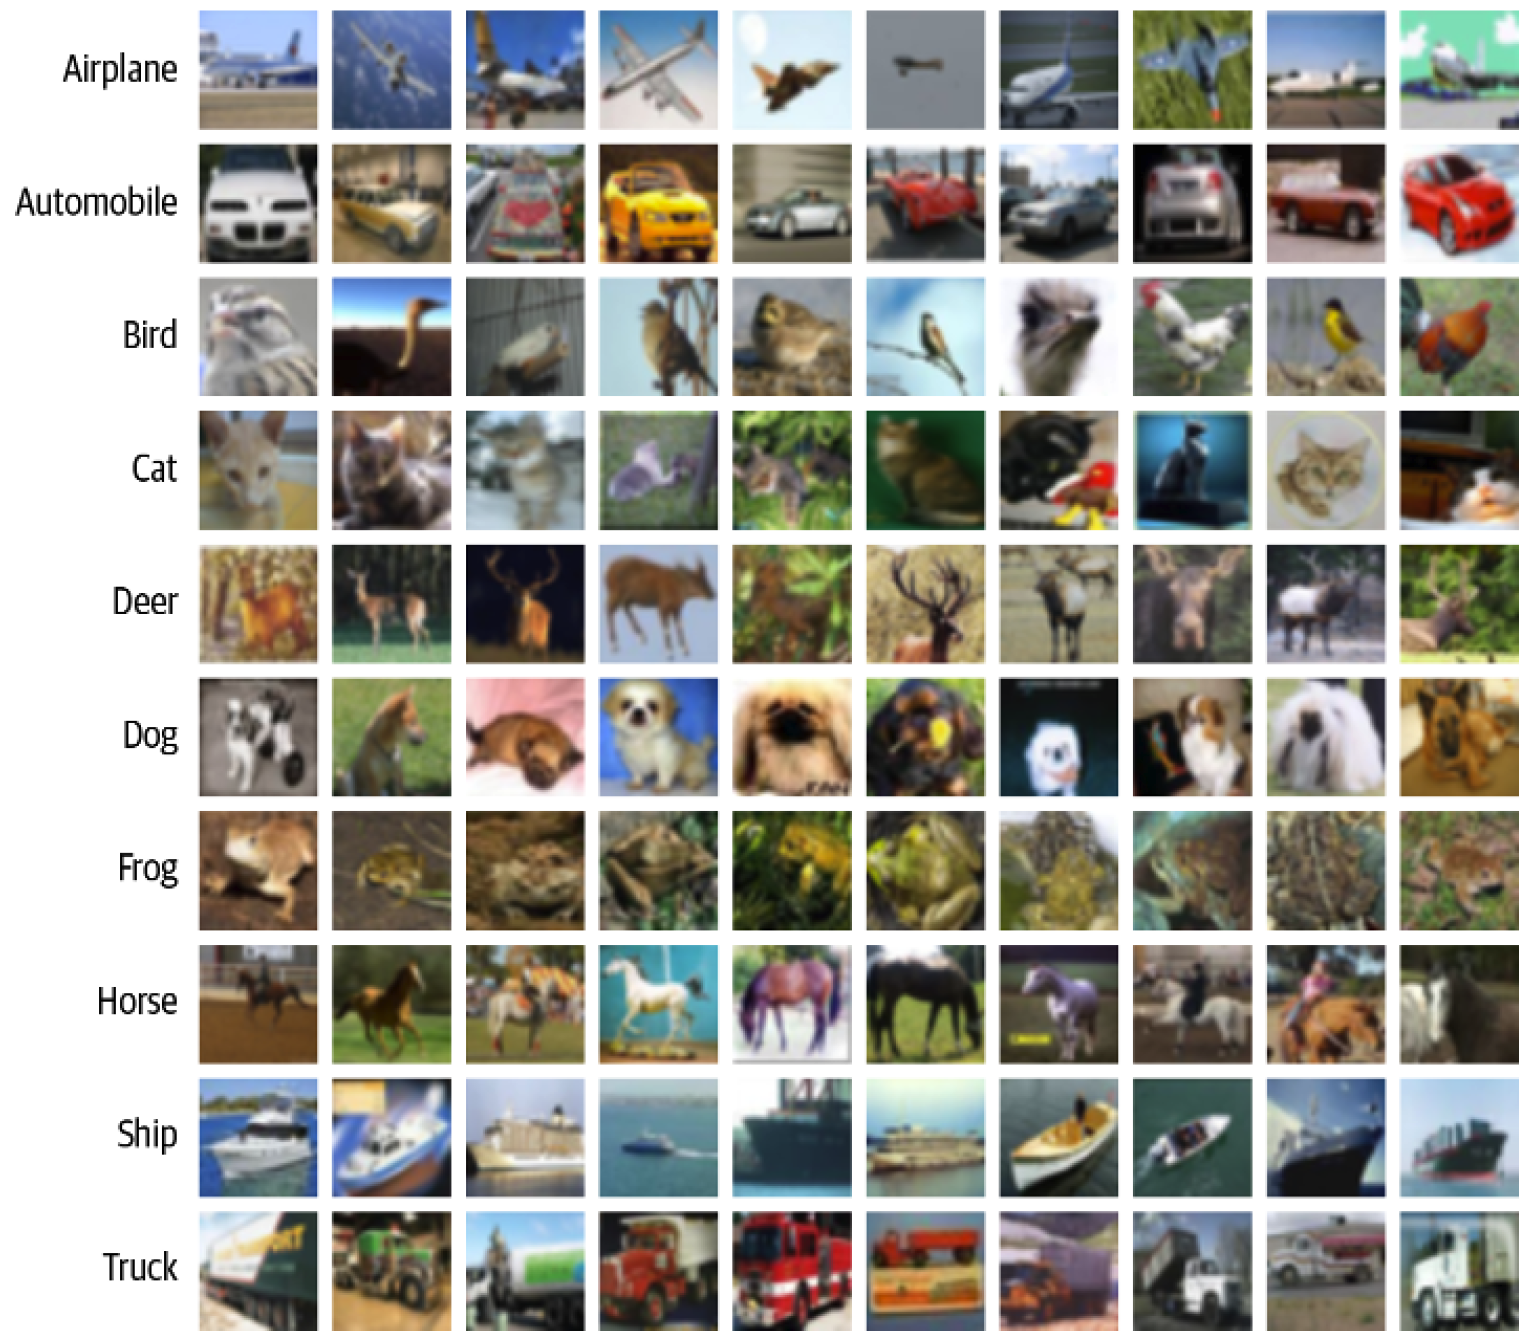 Airplane
Automobile
Bird
Cat
Deer
Dog
Frog
Horse
Ship
Truck